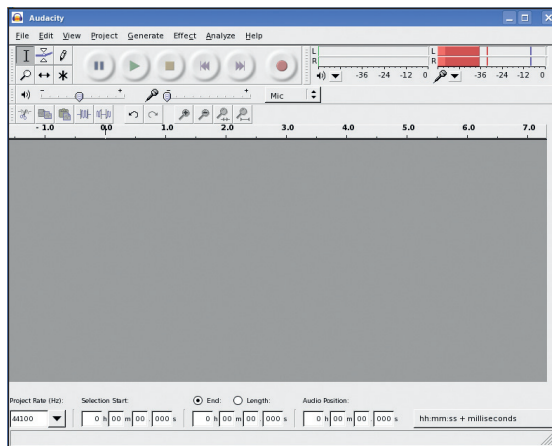 Audacity
File Edit View Project Generate Effect Analyze Help
L
R
-36 -24 -12 0
L
R
-36 -24 -12 0
- + - + Mic
- 1.0 0.0 1.0 2.0 3.0 4.0 5.0 6.0 7.0
Project Rate (Hz): Selection Start: End: Length: Audio Position:
44100 0 h 00 m 00 .000 s 0 h 00 m 00 .000 s 0 h 00 m 00 .000 s hh:mm:ss + milliseconds